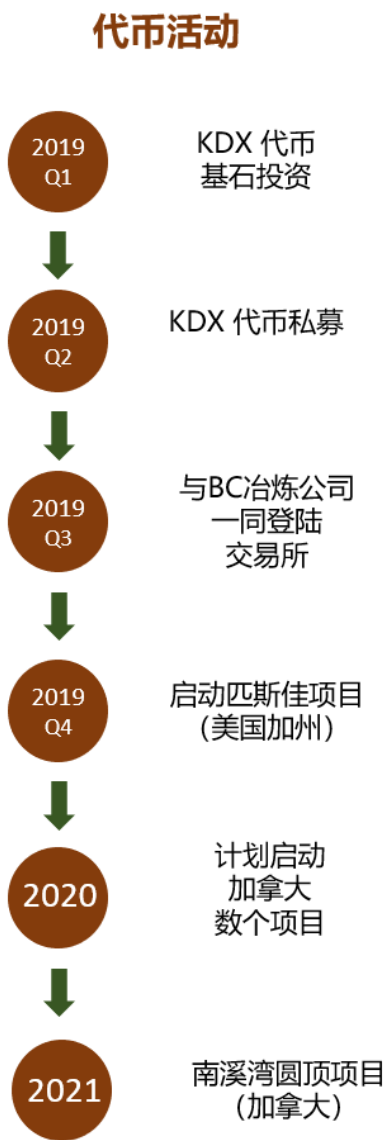 代币活动
2019
Q1
KDX 代币
基石投资
2019
Q2
KDX 代币私募
2019
Q3
与BC冶炼公司
一同登陆
交易所
2019
Q4
启动匹斯佳项目
（美国加州）
2020
计划启动
加拿大
数个项目
2021
南溪湾圆顶项目
（加拿大）